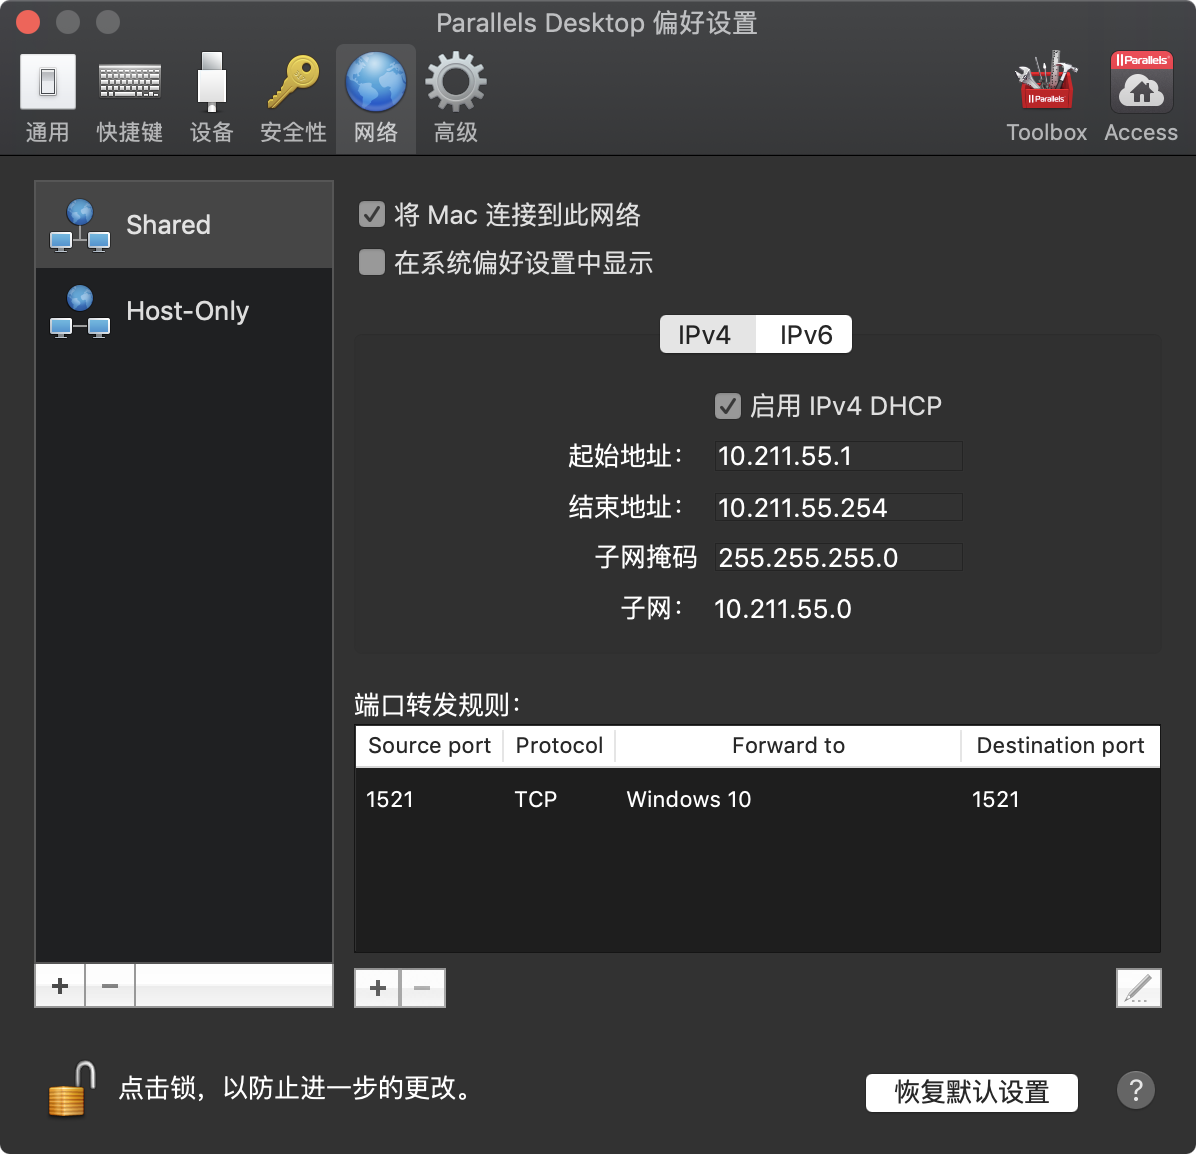 Parallels Desktop 偏好设置
通用 快捷键 设备 安全性 网络 高级 Toolbox Access
|| Parallels
|| Parallels®
Shared
Host-Only
将 Mac 连接到此网络
在系统偏好设置中显示
IPv4 IPv6
启用 IPv4 DHCP
起始地址： 10.211.55.1
结束地址： 10.211.55.254
子网掩码 255.255.255.0
子网： 10.211.55.0
端口转发规则：
Source port Protocol Forward to Destination port
1521 TCP Windows 10 1521
点击锁，以防止进一步的更改。
恢复默认设置 ?